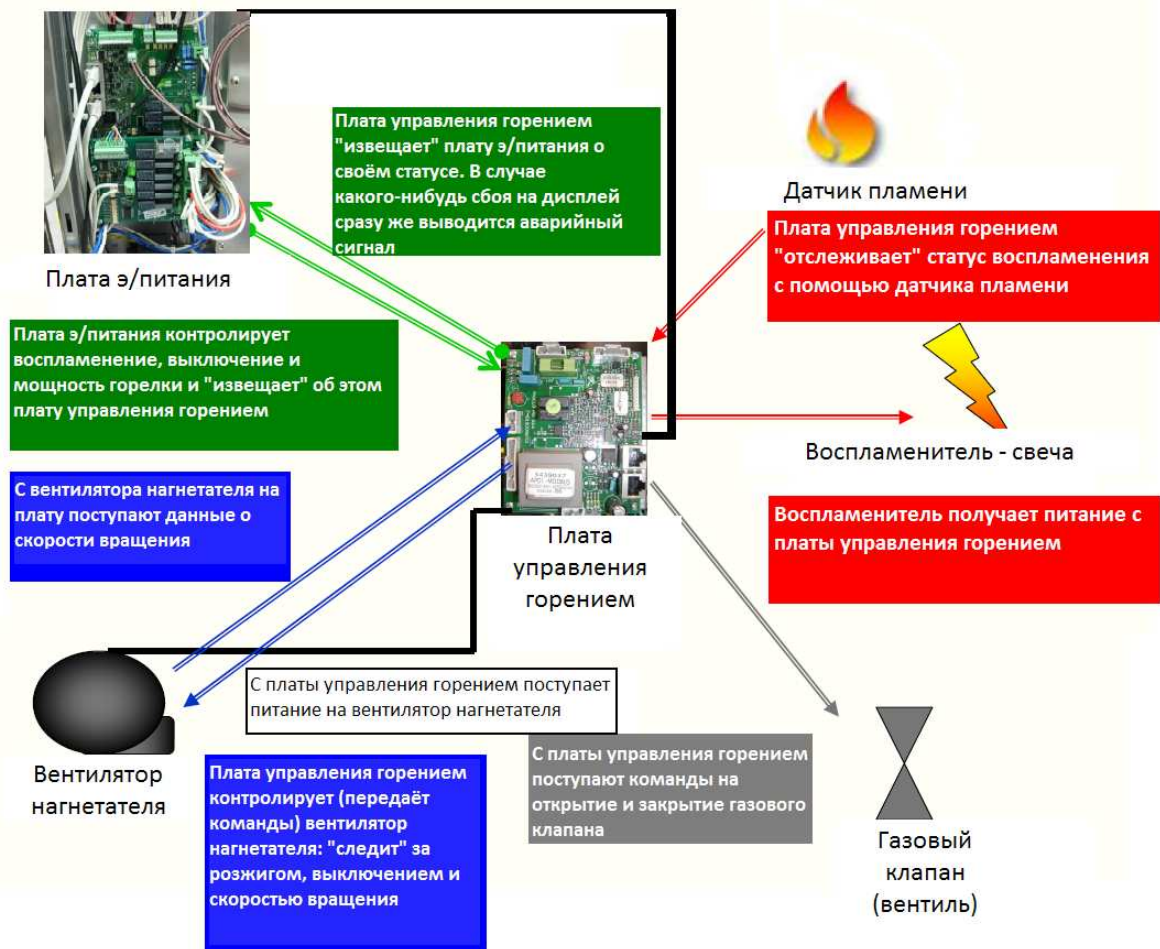 Плата управления горением
"извещает" плату э/питания о
своём статусе. В случае
какого-нибудь сбоя на дисплей
сразу же выводится аварийный
сигнал
Датчик пламени
Плата управления горением
"отслеживает" статус воспламенения
с помощью датчика пламени
Плата э/питания
Плата э/питания контролирует
воспламенение, выключение и
мощность горелки и "извещает" об этом
плату управления горением
Воспламенитель - свеча
С вентилятора нагнетателя на
плату поступают данные о
скорости вращения
Воспламенитель получает питание с
платы управления горением
Плата
управления
горением
С платы управления горением поступает
питание на вентилятор нагнетателя
Вентилятор
нагнетателя
Плата управления горением
контролирует (передаёт
команды) вентилятор
нагнетателя: "следит" за
розжигом, выключением и
скоростью вращения
С платы управления горением
поступают команды на
открытие и закрытие газового
клапана
Газовый
клапан
(вентиль)